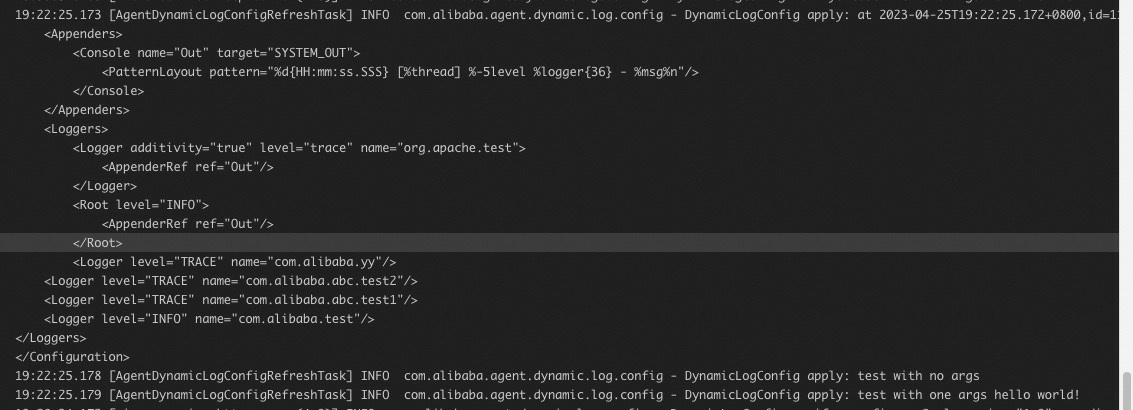 19:22:25.173 [AgentDynamicLogConfigRefreshTask] INFO  com.alibaba.agent.dynamic.log.config - DynamicLogConfig apply: at 2023-04-25T19:22:25.172+0800,id=1
    <Appenders>
        <Console name="Out" target="SYSTEM_OUT">
            <PatternLayout pattern="%d{HH:mm:ss.SSS} [%thread] %-5level %logger{36} - %msg%n"/>
        </Console>
    </Appenders>
    <Loggers>
        <Logger additivity="true" level="trace" name="org.apache.test">
            <AppenderRef ref="Out"/>
        </Logger>
        <Root level="INFO">
            <AppenderRef ref="Out"/>
        </Root>
        <Logger level="TRACE" name="com.alibaba.yy"/>
    <Logger level="TRACE" name="com.alibaba.abc.test2"/>
    <Logger level="TRACE" name="com.alibaba.abc.test1"/>
    <Logger level="INFO" name="com.alibaba.test"/>
</Loggers>
</Configuration>
19:22:25.178 [AgentDynamicLogConfigRefreshTask] INFO  com.alibaba.agent.dynamic.log.config - DynamicLogConfig apply: test with no args
19:22:25.179 [AgentDynamicLogConfigRefreshTask] INFO  com.alibaba.agent.dynamic.log.config - DynamicLogConfig apply: test with one args hello world!